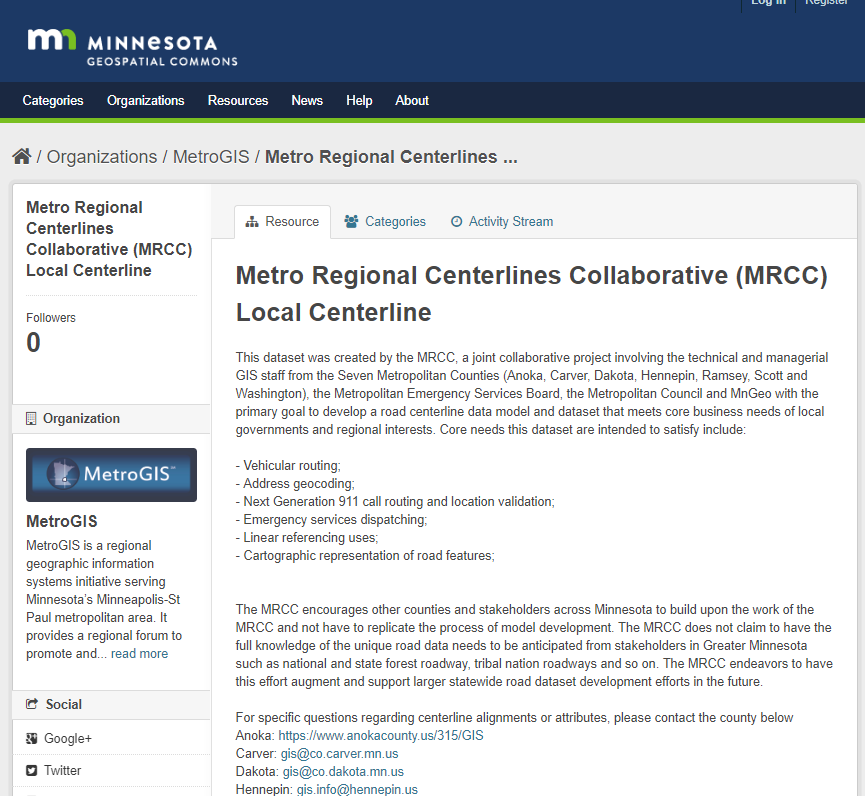 Log In Register
mn MINNESOTA
GEOSPATIAL COMMONS
Categories Organizations Resources News Help About
/ Organizations / MetroGIS / Metro Regional Centerlines ...
Metro Regional
Centerlines
Collaborative (MRCC)
Local Centerline
Followers
0
Organization
MetroGIS™
MetroGIS
MetroGIS is a regional
geographic information
systems initiative serving
Minnesota's Minneapolis-St
Paul metropolitan area. It
provides a regional forum to
promote and... read more
Social
Google+
Twitter
Resource Categories Activity Stream
Metro Regional Centerlines Collaborative (MRCC)
Local Centerline
This dataset was created by the MRCC, a joint collaborative project involving the technical and managerial
GIS staff from the Seven Metropolitan Counties (Anoka, Carver, Dakota, Hennepin, Ramsey, Scott and
Washington), the Metropolitan Emergency Services Board, the Metropolitan Council and MnGeo with the
primary goal to develop a road centerline data model and dataset that meets core business needs of local
governments and regional interests. Core needs this dataset are intended to satisfy include:
- Vehicular routing;
- Address geocoding;
- Next Generation 911 call routing and location validation;
- Emergency services dispatching;
- Linear referencing uses;
- Cartographic representation of road features;
The MRCC encourages other counties and stakeholders across Minnesota to build upon the work of the
MRCC and not have to replicate the process of model development. The MRCC does not claim to have the
full knowledge of the unique road data needs to be anticipated from stakeholders in Greater Minnesota
such as national and state forest roadway, tribal nation roadways and so on. The MRCC endeavors to have
this effort augment and support larger statewide road dataset development efforts in the future.
For specific questions regarding centerline alignments or attributes, please contact the county below
Anoka: https://www.anokacounty.us/315/GIS
Carver: gis@co.carver.mn.us
Dakota: gis@co.dakota.mn.us
Hennepin: gis.info@hennepin.us